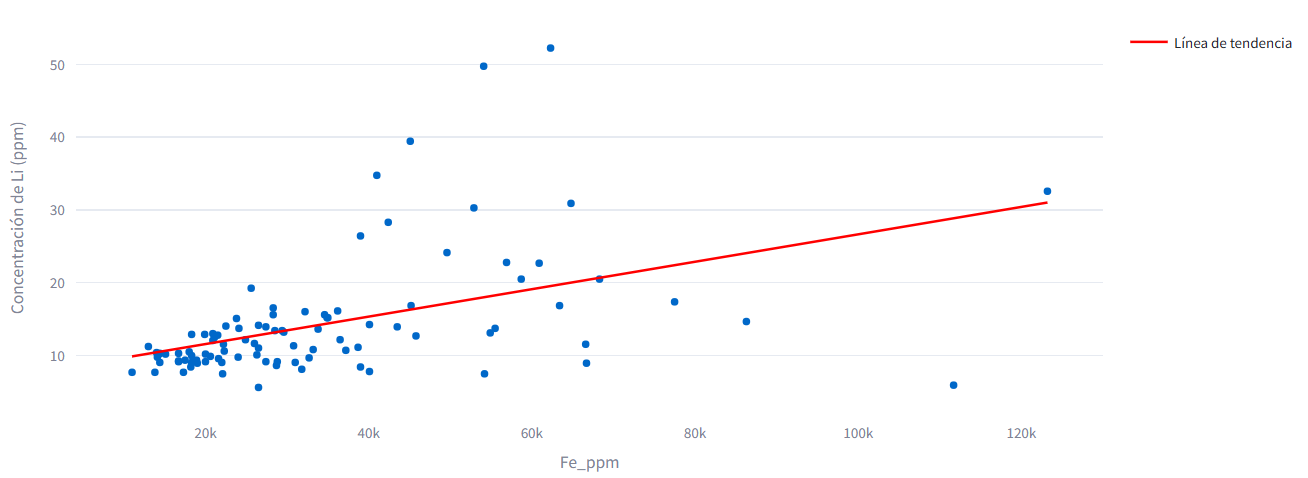 Línea de tendencia
Concentración de Li (ppm)
50
40
30
20
10
20k
40k
60k
80k
100k
120k
Fe_ppm